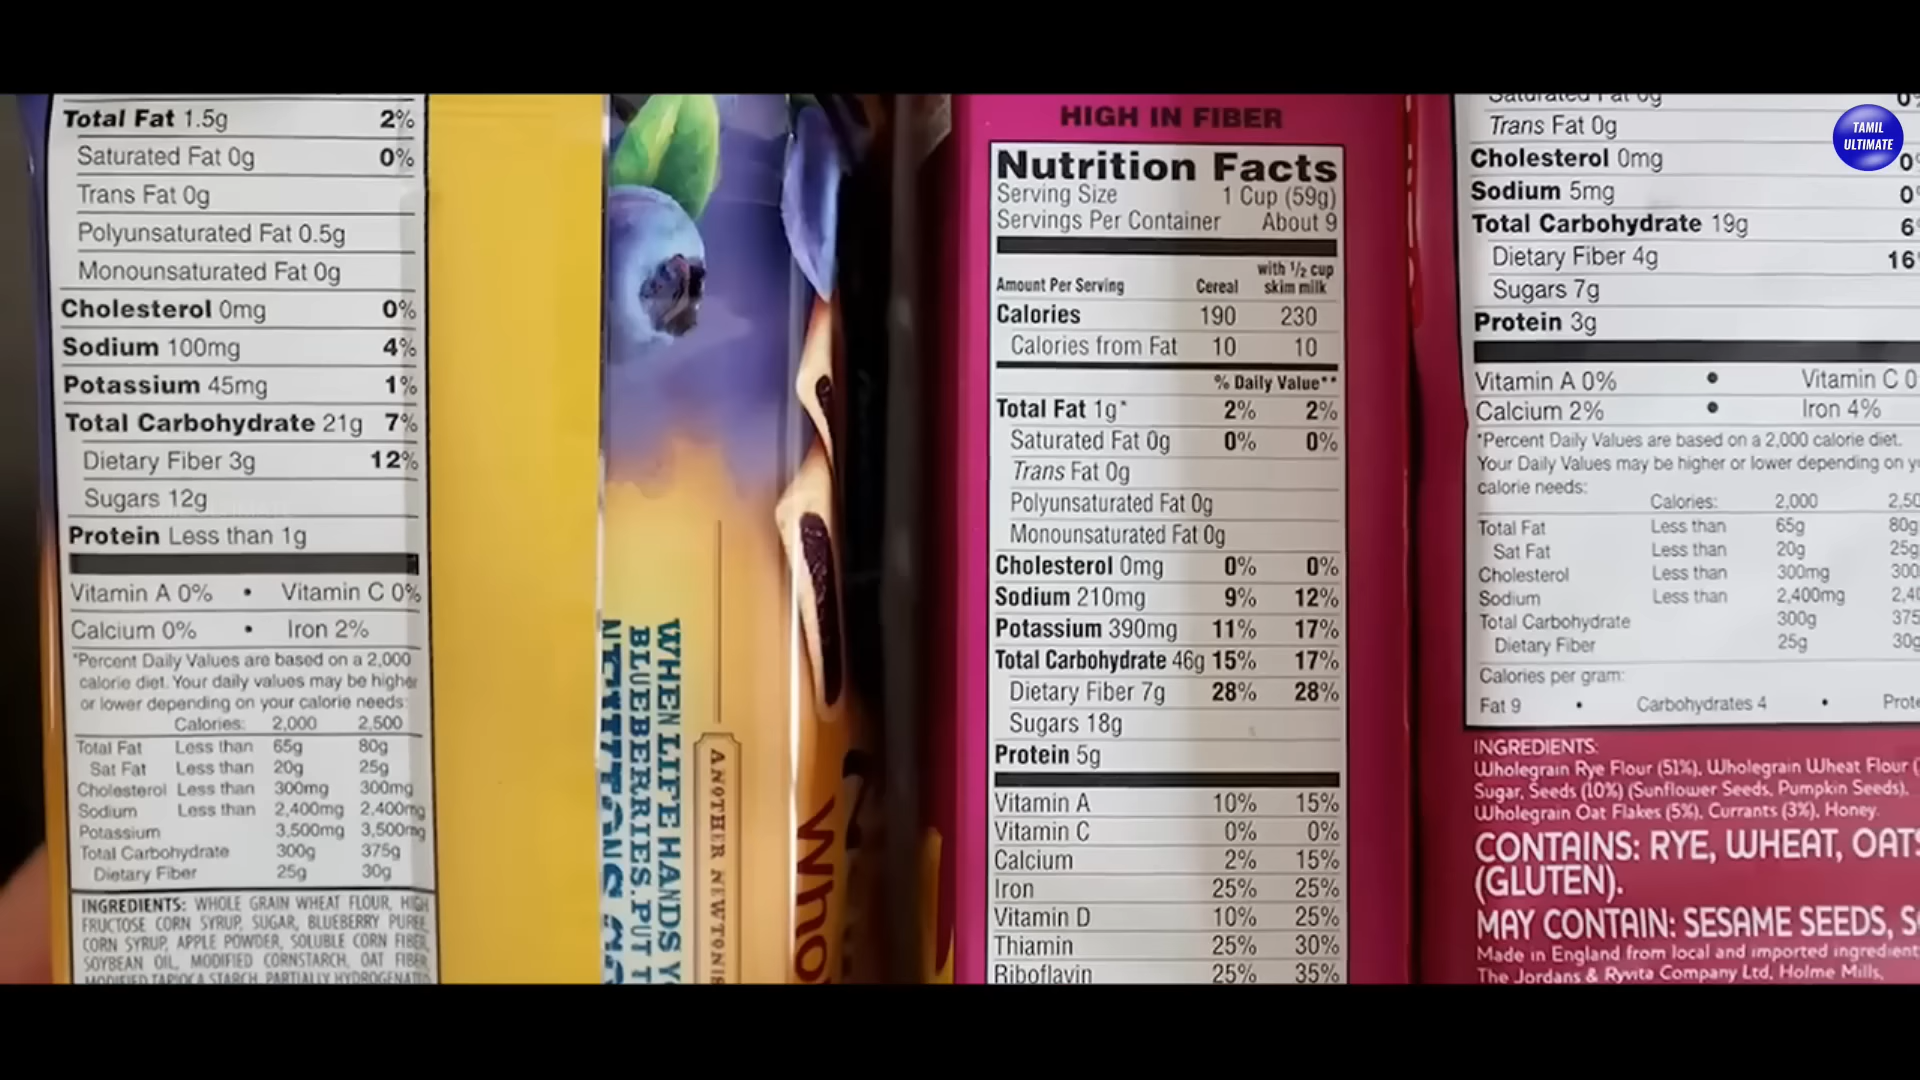 Total Fat 1.5g 2%
Saturated Fat 0g 0%
Trans Fat 0g
Polyunsaturated Fat 0.5g
Monounsaturated Fat 0g
Cholesterol 0mg 0%
Sodium 100mg 4%
Potassium 45mg 1%
Total Carbohydrate 21g 7%
Dietary Fiber 3g 12%
Sugars 12g
Protein Less than 1g
Vitamin A 0% • Vitamin C 0%
Calcium 0% • Iron 2%
*Percent Daily Values are based on a 2,000
calorie diet. Your daily values may be higher
or lower depending on your calorie needs:
Calories: 2,000 2,500
Total Fat Less than 65g 80g
Sat Fat Less than 20g 25g
Cholesterol Less than 300mg 300mg
Sodium Less than 2,400mg 2,400mg
Potassium 3,500mg 3,500mg
Total Carbohydrate 300g 375g
Dietary Fiber 25g 30g
INGREDIENTS: WHOLE GRAIN WHEAT FLOUR, HIGH
FRUCTOSE CORN SYRUP, SUGAR, BLUEBERRY PUREE,
CORN SYRUP, APPLE POWDER, SOLUBLE CORN FIBER,
SOYBEAN OIL, MODIFIED CORNSTARCH, OAT FIBER,
MODIFIED TAPIOCA STARCH, PARTIALLY HYDROGENATED
WHEN LIFE HANDS Y
BLUEBERRIES, PUT T
ANOTHER NEWTONIS
Who
HIGH IN FIBER
Nutrition Facts
Serving Size 1 Cup (59g)
Servings Per Container About 9
with 1/2 cup
Amount Per Serving Cereal skim milk
Calories 190 230
Calories from Fat 10 10
% Daily Value**
Total Fat 1g* 2% 2%
Saturated Fat 0g 0% 0%
Trans Fat 0g
Polyunsaturated Fat 0g
Monounsaturated Fat 0g
Cholesterol 0mg 0% 0%
Sodium 210mg 9% 12%
Potassium 390mg 11% 17%
Total Carbohydrate 46g 15% 17%
Dietary Fiber 7g 28% 28%
Sugars 18g
Protein 5g
Vitamin A 10% 15%
Vitamin C 0% 0%
Calcium 2% 15%
Iron 25% 25%
Vitamin D 10% 25%
Thiamin 25% 30%
Riboflavin 25% 35%
Saturated Fat 0g 0%
Trans Fat 0g
Cholesterol 0mg 0
Sodium 5mg 0
Total Carbohydrate 19g 6
Dietary Fiber 4g 16
Sugars 7g
Protein 3g
Vitamin A 0% • Vitamin C 0
Calcium 2% • Iron 4%
*Percent Daily Values are based on a 2,000 calorie diet.
Your Daily Values may be higher or lower depending on y
calorie needs:
Calories: 2,000 2,50
Total Fat Less than 65g 80g
Sat Fat Less than 20g 25g
Cholesterol Less than 300mg 300
Sodium Less than 2,400mg 2,40
Total Carbohydrate 300g 375
Dietary Fiber 25g 30g
Calories per gram:
Fat 9 • Carbohydrates 4 • Prote
INGREDIENTS:
Wholegrain Rye Flour (51%), Wholegrain Wheat Flour (
Sugar, Seeds (10%) (Sunflower Seeds, Pumpkin Seeds),
Wholegrain Oat Flakes (5%), Currants (3%), Honey.
CONTAINS: RYE, WHEAT, OATS
(GLUTEN).
MAY CONTAIN: SESAME SEEDS, S
Made in England from local and imported ingredient
The Jordans & Ryvita Company Ltd, Holme Mills,
TAMIL
ULTIMATE